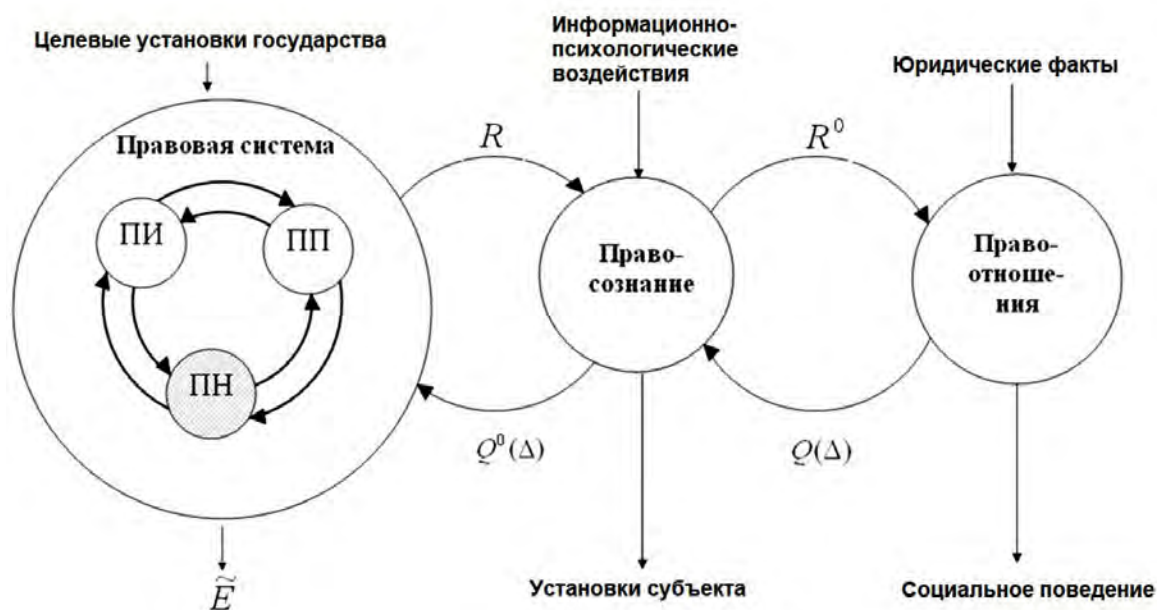 Целевые установки государства
Информационно-
психологические
воздействия
Юридические факты
Правовая система
R
R⁰
ПИ
ПП
ПН
Право-
сознание
Право-
отноше-
ния
Q⁰(Δ)
Q(Δ)
Ẽ
Установки субъекта
Социальное поведение